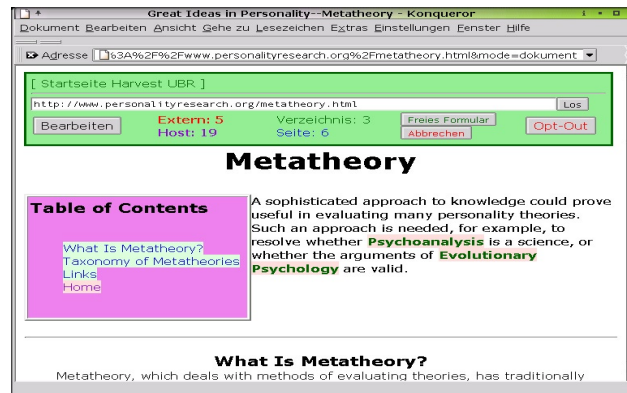 Great Ideas in Personality--Metatheory - Konqueror
Dokument Bearbeiten Ansicht Gehe zu Lesezeichen Extras Einstellungen Fenster Hilfe
Adresse %3A%2F%2Fwww.personalityresearch.org%2Fmetatheory.html&mode=dokument
[ Startseite Harvest UBR ]
http://www.personalityresearch.org/metatheory.html Los
Bearbeiten Extern: 5 Verzeichnis: 3 Freies Formular Opt-Out
Host: 19 Seite: 6 Abbrechen
Metatheory
Table of Contents
What Is Metatheory?
Taxonomy of Metatheories
Links
Home
A sophisticated approach to knowledge could prove
useful in evaluating many personality theories.
Such an approach is needed, for example, to
resolve whether Psychoanalysis is a science, or
whether the arguments of Evolutionary
Psychology are valid.
What Is Metatheory?
Metatheory, which deals with methods of evaluating theories, has traditionally